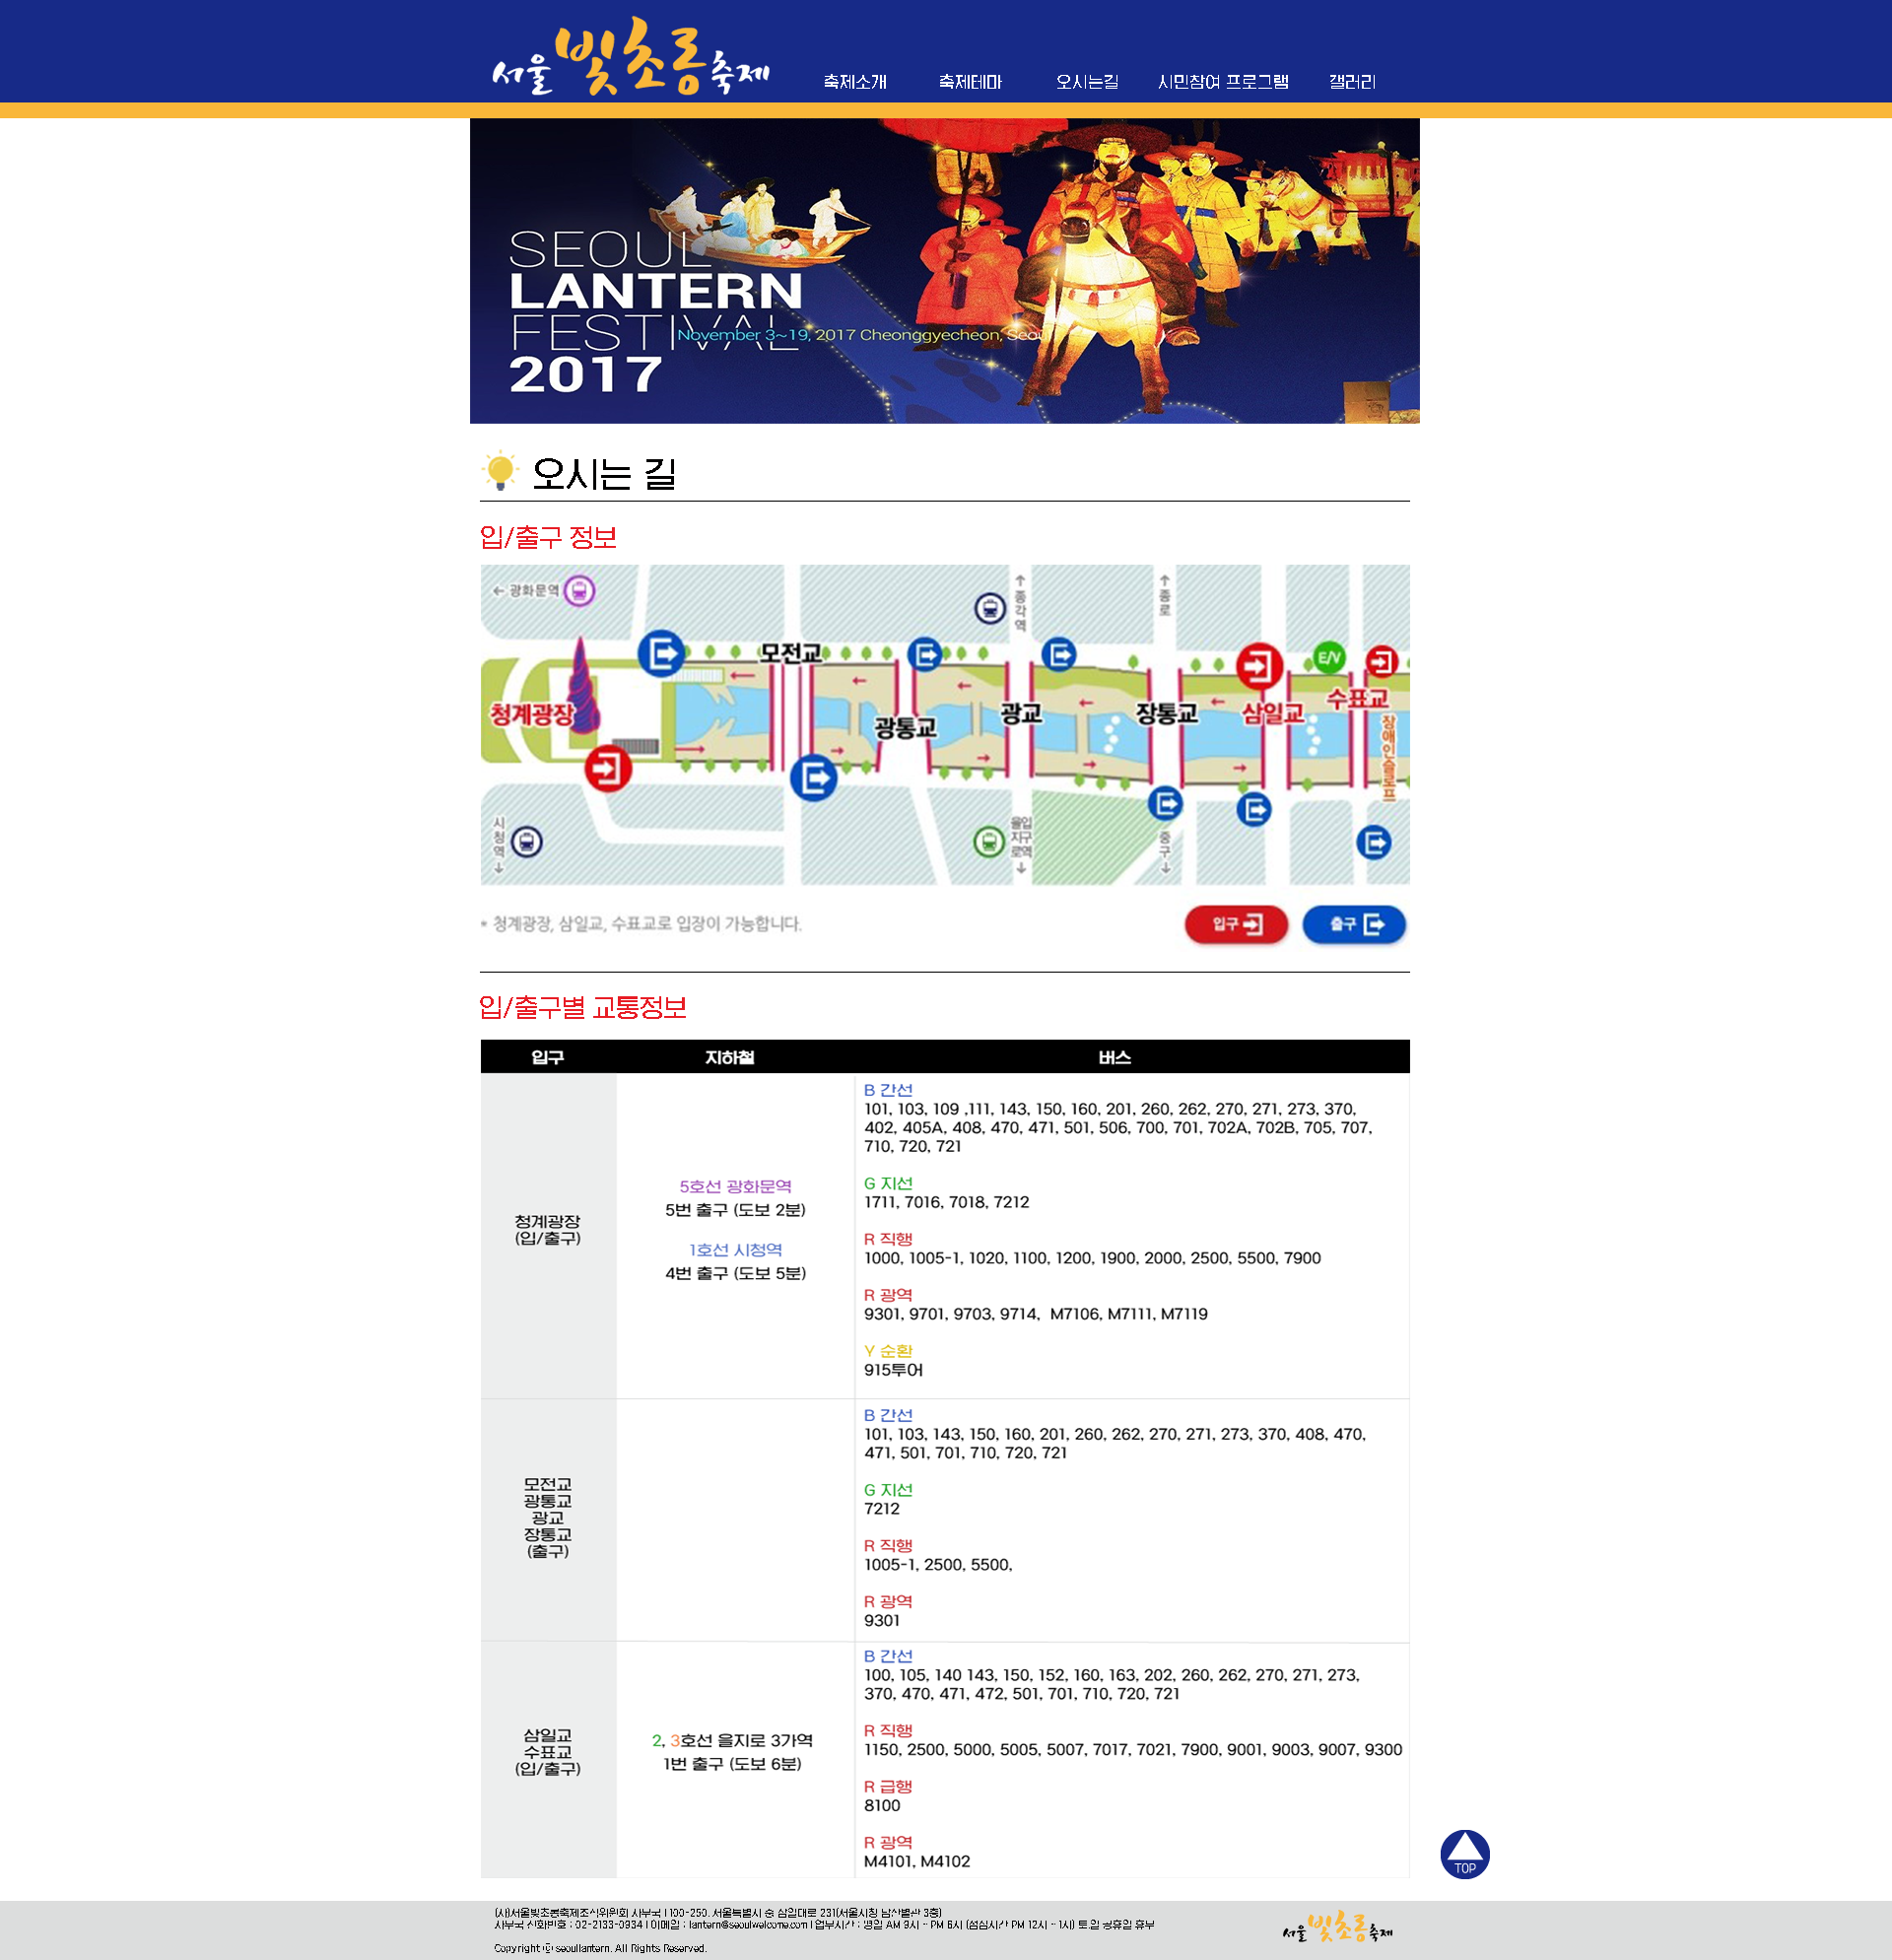 서울빛초롱축제
축제소개 축제테마 오시는길 시민참여 프로그램 갤러리
SEOUL
LANTERN
FESTIVAL
November 3~19, 2017 Cheonggyecheon, Seoul
2017
오시는 길
입/출구 정보
← 광화문역
↑종각역
↑종로
E/V
모전교
수표교
청계광장
광통교
광교
장통교
삼일교
장애인슬로프
시청역↓
을지로입구역↓
중구↓
* 청계광장, 삼일교, 수표교로 입장이 가능합니다.
입구
출구
입/출구별 교통정보
입구 지하철 버스
청계광장
(입/출구)
5호선 광화문역
5번 출구 (도보 2분)
1호선 시청역
4번 출구 (도보 5분)
B 간선
101, 103, 109 ,111, 143, 150, 160, 201, 260, 262, 270, 271, 273, 370,
402, 405A, 408, 470, 471, 501, 506, 700, 701, 702A, 702B, 705, 707,
710, 720, 721
G 지선
1711, 7016, 7018, 7212
R 직행
1000, 1005-1, 1020, 1100, 1200, 1900, 2000, 2500, 5500, 7900
R 광역
9301, 9701, 9703, 9714, M7106, M7111, M7119
Y 순환
915투어
모전교
광통교
광교
장통교
(출구)
B 간선
101, 103, 143, 150, 160, 201, 260, 262, 270, 271, 273, 370, 408, 470,
471, 501, 701, 710, 720, 721
G 지선
7212
R 직행
1005-1, 2500, 5500,
R 광역
9301
삼일교
수표교
(입/출구)
2, 3호선 을지로 3가역
1번 출구 (도보 6분)
B 간선
100, 105, 140 143, 150, 152, 160, 163, 202, 260, 262, 270, 271, 273,
370, 470, 471, 472, 501, 701, 710, 720, 721
R 직행
1150, 2500, 5000, 5005, 5007, 7017, 7021, 7900, 9001, 9003, 9007, 9300
R 급행
8100
R 광역
M4101, M4102
TOP
(사)서울빛초롱축제조직위원회 사무국 | 100-250. 서울특별시 중 삼일대로 231(서울시청 남산별관 3층)
사무국 전화번호 : 02-2133-0934 | 이메일 : lantern@seoulwelcome.com | 업무시간 : 평일 AM 9시 ~ PM 6시 (점심시간 PM 12시 ~ 1시) 토.일 공휴일 휴무
Copyright ⓒ seoullantern. All Rights Reserved.
서울빛초롱축제